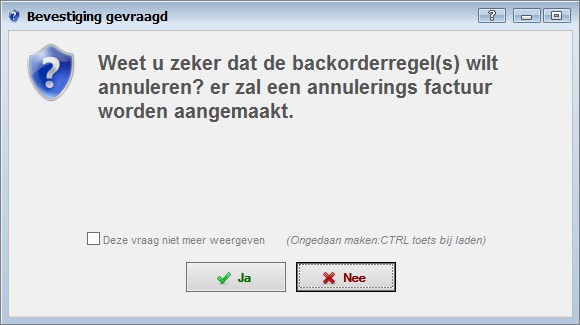 Bevestiging gevraagd
Weet u zeker dat de backorderregel(s) wilt
annuleren? er zal een annulerings factuur
worden aangemaakt.
Deze vraag niet meer weergeven (Ongedaan maken:CTRL toets bij laden)
Ja Nee